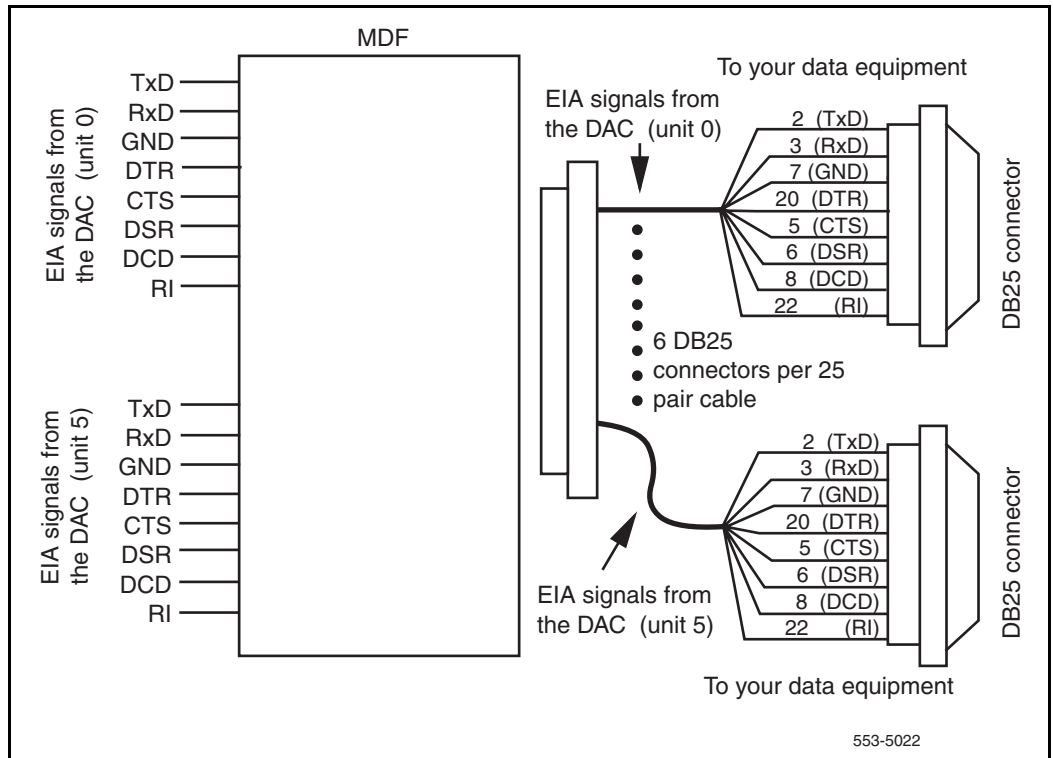 MDF
TxD
RxD
GND
DTR
CTS
DSR
DCD
RI
EIA signals from
the DAC (unit 0)
TxD
RxD
GND
DTR
CTS
DSR
DCD
RI
EIA signals from
the DAC (unit 5)
To your data equipment
EIA signals from
the DAC (unit 0)
2 (TxD)
3 (RxD)
7 (GND)
20 (DTR)
5 (CTS)
6 (DSR)
8 (DCD)
22 (RI)
DB25 connector
6 DB25
connectors per 25
pair cable
2 (TxD)
3 (RxD)
7 (GND)
20 (DTR)
5 (CTS)
6 (DSR)
8 (DCD)
22 (RI)
DB25 connector
EIA signals from
the DAC (unit 5)
To your data equipment
553-5022